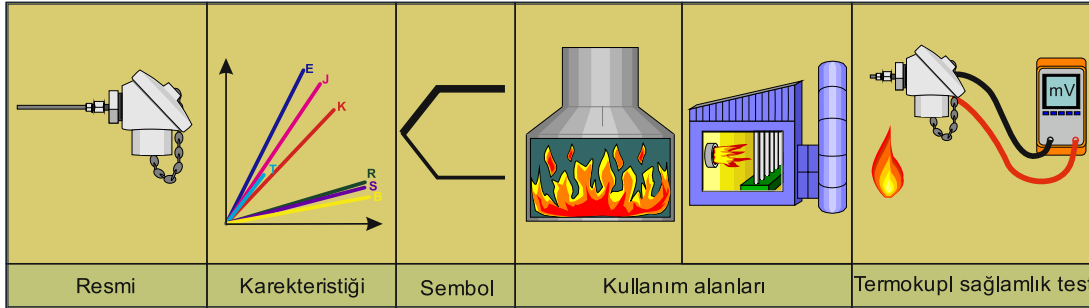 E
J
K
T
R
S
B
mV
Resmi
Karekteristiği
Sembol
Kullanım alanları
Termokupl sağlamlık tes